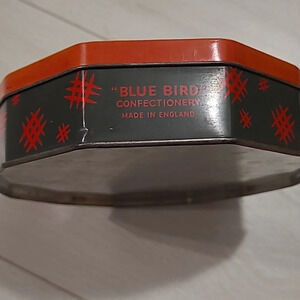 "BLUE BIRD"
CONFECTIONERY
MADE IN ENGLAND